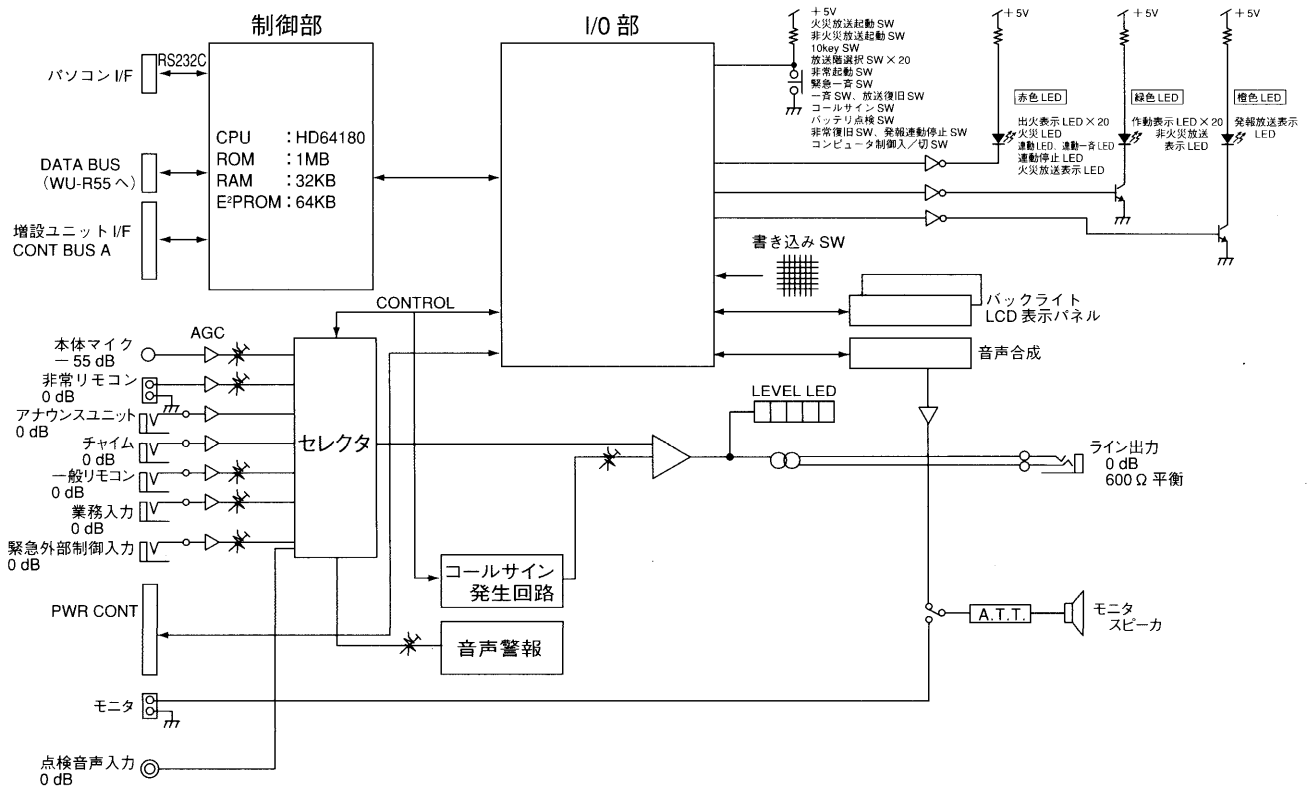 制御部
I/O 部
パソコン I/F
RS232C
DATA BUS
(WU-R55 へ)
増設ユニット I/F
CONT BUS A
CPU : HD64180
ROM : 1MB
RAM : 32KB
E²PROM : 64KB
+5V
火災放送起動 SW
非火災放送起動 SW
10key SW
放送階選択 SW×20
非常起動 SW
緊急一斉 SW
一斉 SW、放送復旧 SW
コールサイン SW
バッテリ点検 SW
非常復旧 SW、発報連動停止 SW
コンピュータ制御入/切 SW
+5V
赤色 LED
出火表示 LED×20
火災 LED
連動 LED、連動一斉 LED
連動停止 LED
火災放送表示 LED
+5V
緑色 LED
作動表示 LED×20
非火災放送
表示 LED
+5V
橙色 LED
発報放送表示
LED
書き込み SW
バックライト
LCD 表示パネル
音声合成
CONTROL
AGC
本体マイク
－55 dB
非常リモコン
0 dB
アナウンスユニット
0 dB
チャイム
0 dB
一般リモコン
0 dB
業務入力
0 dB
緊急外部制御入力
0 dB
セレクタ
LEVEL LED
ライン出力
0 dB
600 Ω 平衡
コールサイン
発生回路
音声警報
PWR CONT
A.T.T.
モニタ
スピーカ
モニタ
点検音声入力
0 dB